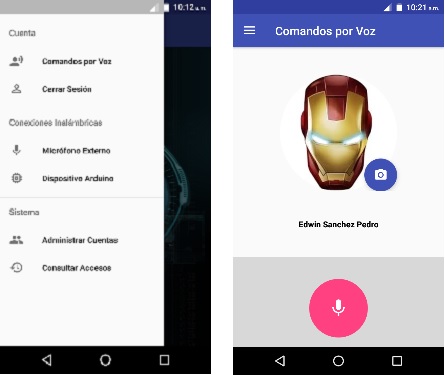 10:12 a. m.
Cuenta
Comandos por Voz
Cerrar Sesión
Conexiones Inalámbricas
Micrófono Externo
Dispositivo Arduino
Sistema
Administrar Cuentas
Consultar Accesos
10:21 a. m.
Comandos por Voz
Edwin Sanchez Pedro